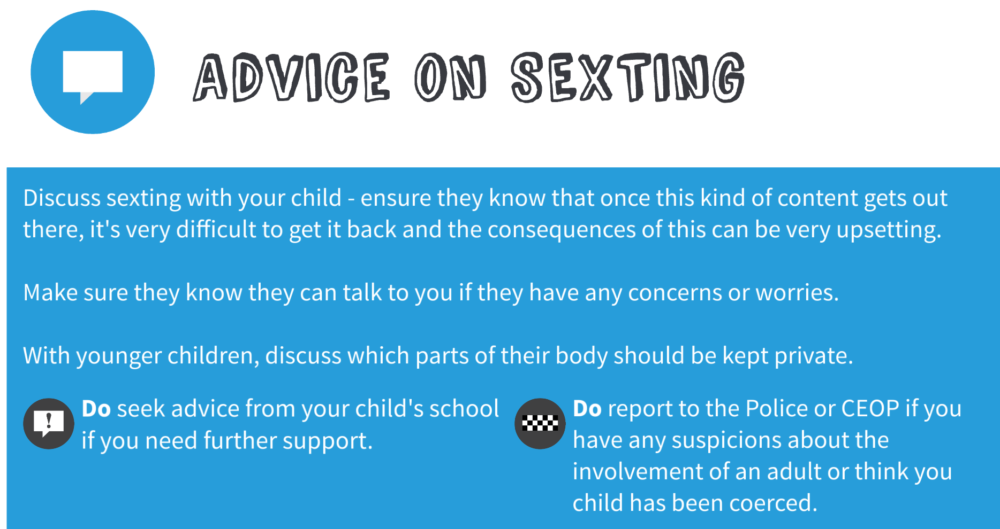 ADVICE ON SEXTING
Discuss sexting with your child - ensure they know that once this kind of content gets out
there, it's very difficult to get it back and the consequences of this can be very upsetting.
Make sure they know they can talk to you if they have any concerns or worries.
With younger children, discuss which parts of their body should be kept private.
Do seek advice from your child's school
if you need further support.
Do report to the Police or CEOP if you
have any suspicions about the
involvement of an adult or think you
child has been coerced.